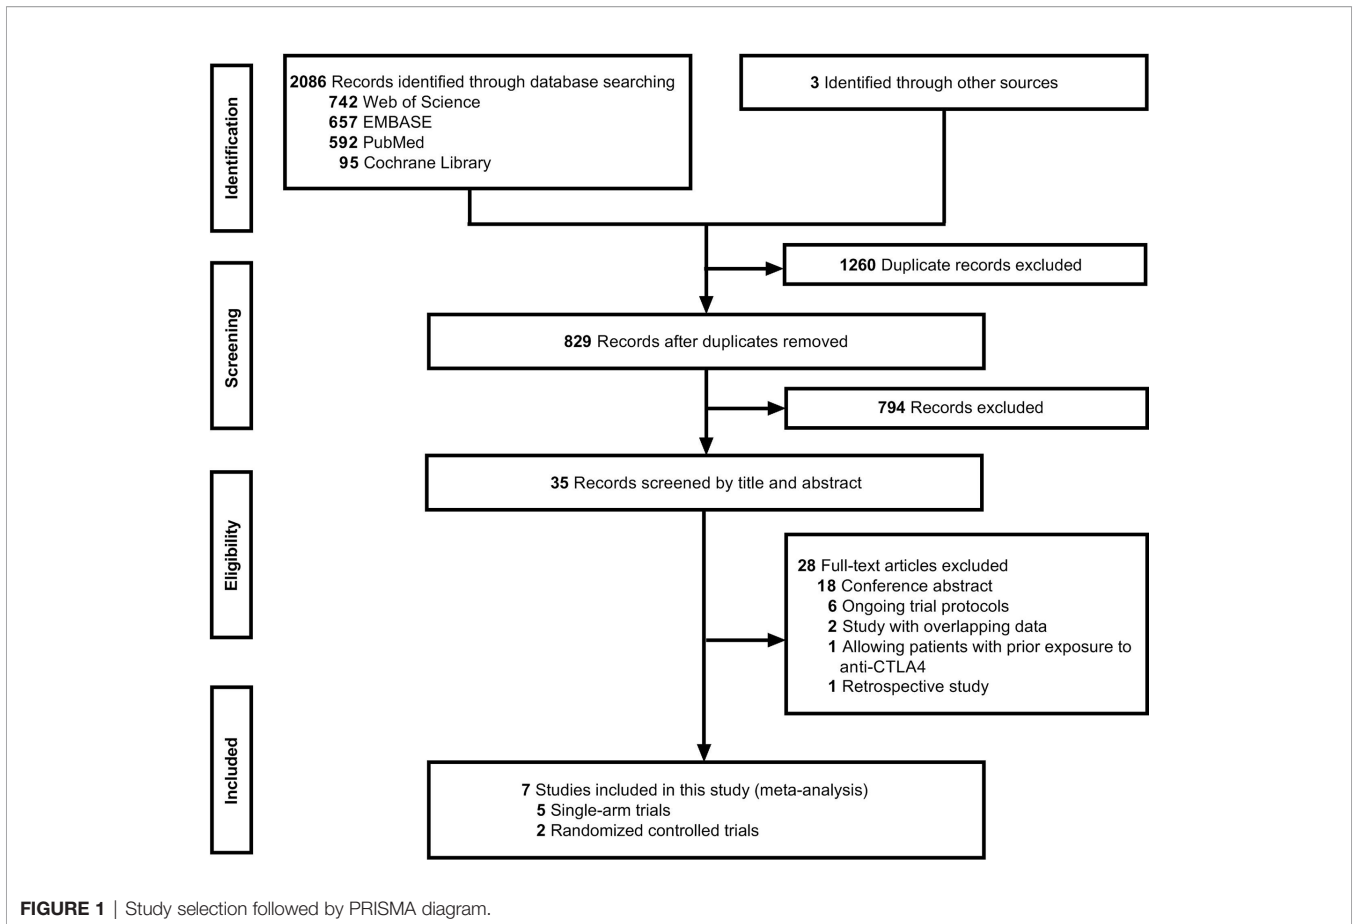 Identification
2086 Records identified through database searching
742 Web of Science
657 EMBASE
592 PubMed
95 Cochrane Library
3 Identified through other sources
Screening
1260 Duplicate records excluded
829 Records after duplicates removed
794 Records excluded
Eligibility
35 Records screened by title and abstract
28 Full-text articles excluded
18 Conference abstract
6 Ongoing trial protocols
2 Study with overlapping data
1 Allowing patients with prior exposure to
anti-CTLA4
1 Retrospective study
Included
7 Studies included in this study (meta-analysis)
5 Single-arm trials
2 Randomized controlled trials
FIGURE 1 | Study selection followed by PRISMA diagram.